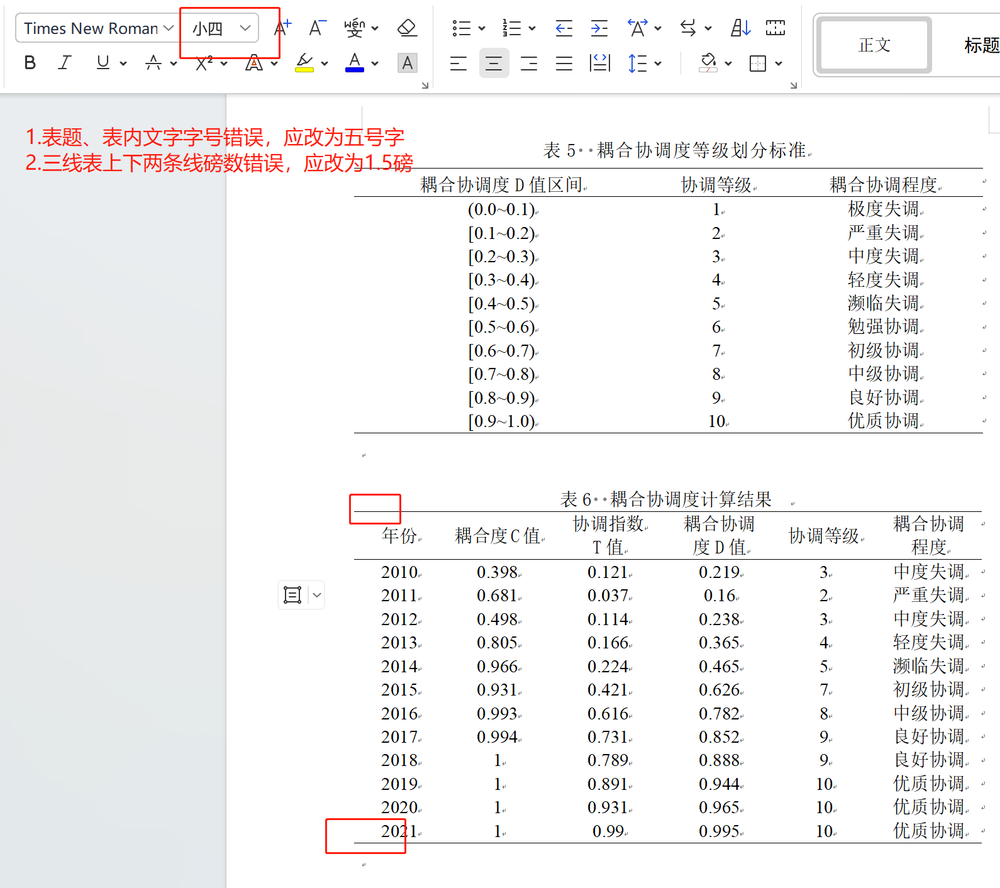 Times New Roman 小四 A+ A- wén 文
B I U A X² A A A
正文 标题
1.表题、表内文字字号错误，应改为五号字
2.三线表上下两条线磅数错误，应改为1.5磅
表 5 耦合协调度等级划分标准
耦合协调度 D 值区间 协调等级 耦合协调程度
(0.0~0.1) 1 极度失调
[0.1~0.2) 2 严重失调
[0.2~0.3) 3 中度失调
[0.3~0.4) 4 轻度失调
[0.4~0.5) 5 濒临失调
[0.5~0.6) 6 勉强协调
[0.6~0.7) 7 初级协调
[0.7~0.8) 8 中级协调
[0.8~0.9) 9 良好协调
[0.9~1.0) 10 优质协调
表 6 耦合协调度计算结果
年份 耦合度 C 值 协调指数 T 值 耦合协调度 D 值 协调等级 耦合协调程度
2010 0.398 0.121 0.219 3 中度失调
2011 0.681 0.037 0.16 2 严重失调
2012 0.498 0.114 0.238 3 中度失调
2013 0.805 0.166 0.365 4 轻度失调
2014 0.966 0.224 0.465 5 濒临失调
2015 0.931 0.421 0.626 7 初级协调
2016 0.993 0.616 0.782 8 中级协调
2017 0.994 0.731 0.852 9 良好协调
2018 1 0.789 0.888 9 良好协调
2019 1 0.891 0.944 10 优质协调
2020 1 0.931 0.965 10 优质协调
2021 1 0.99 0.995 10 优质协调